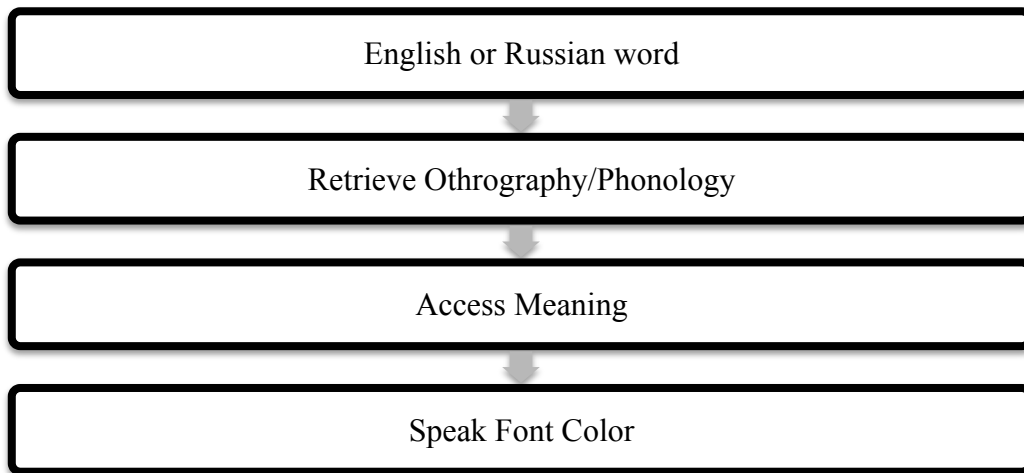 English or Russian word
Retrieve Othrography/Phonology
Access Meaning
Speak Font Color